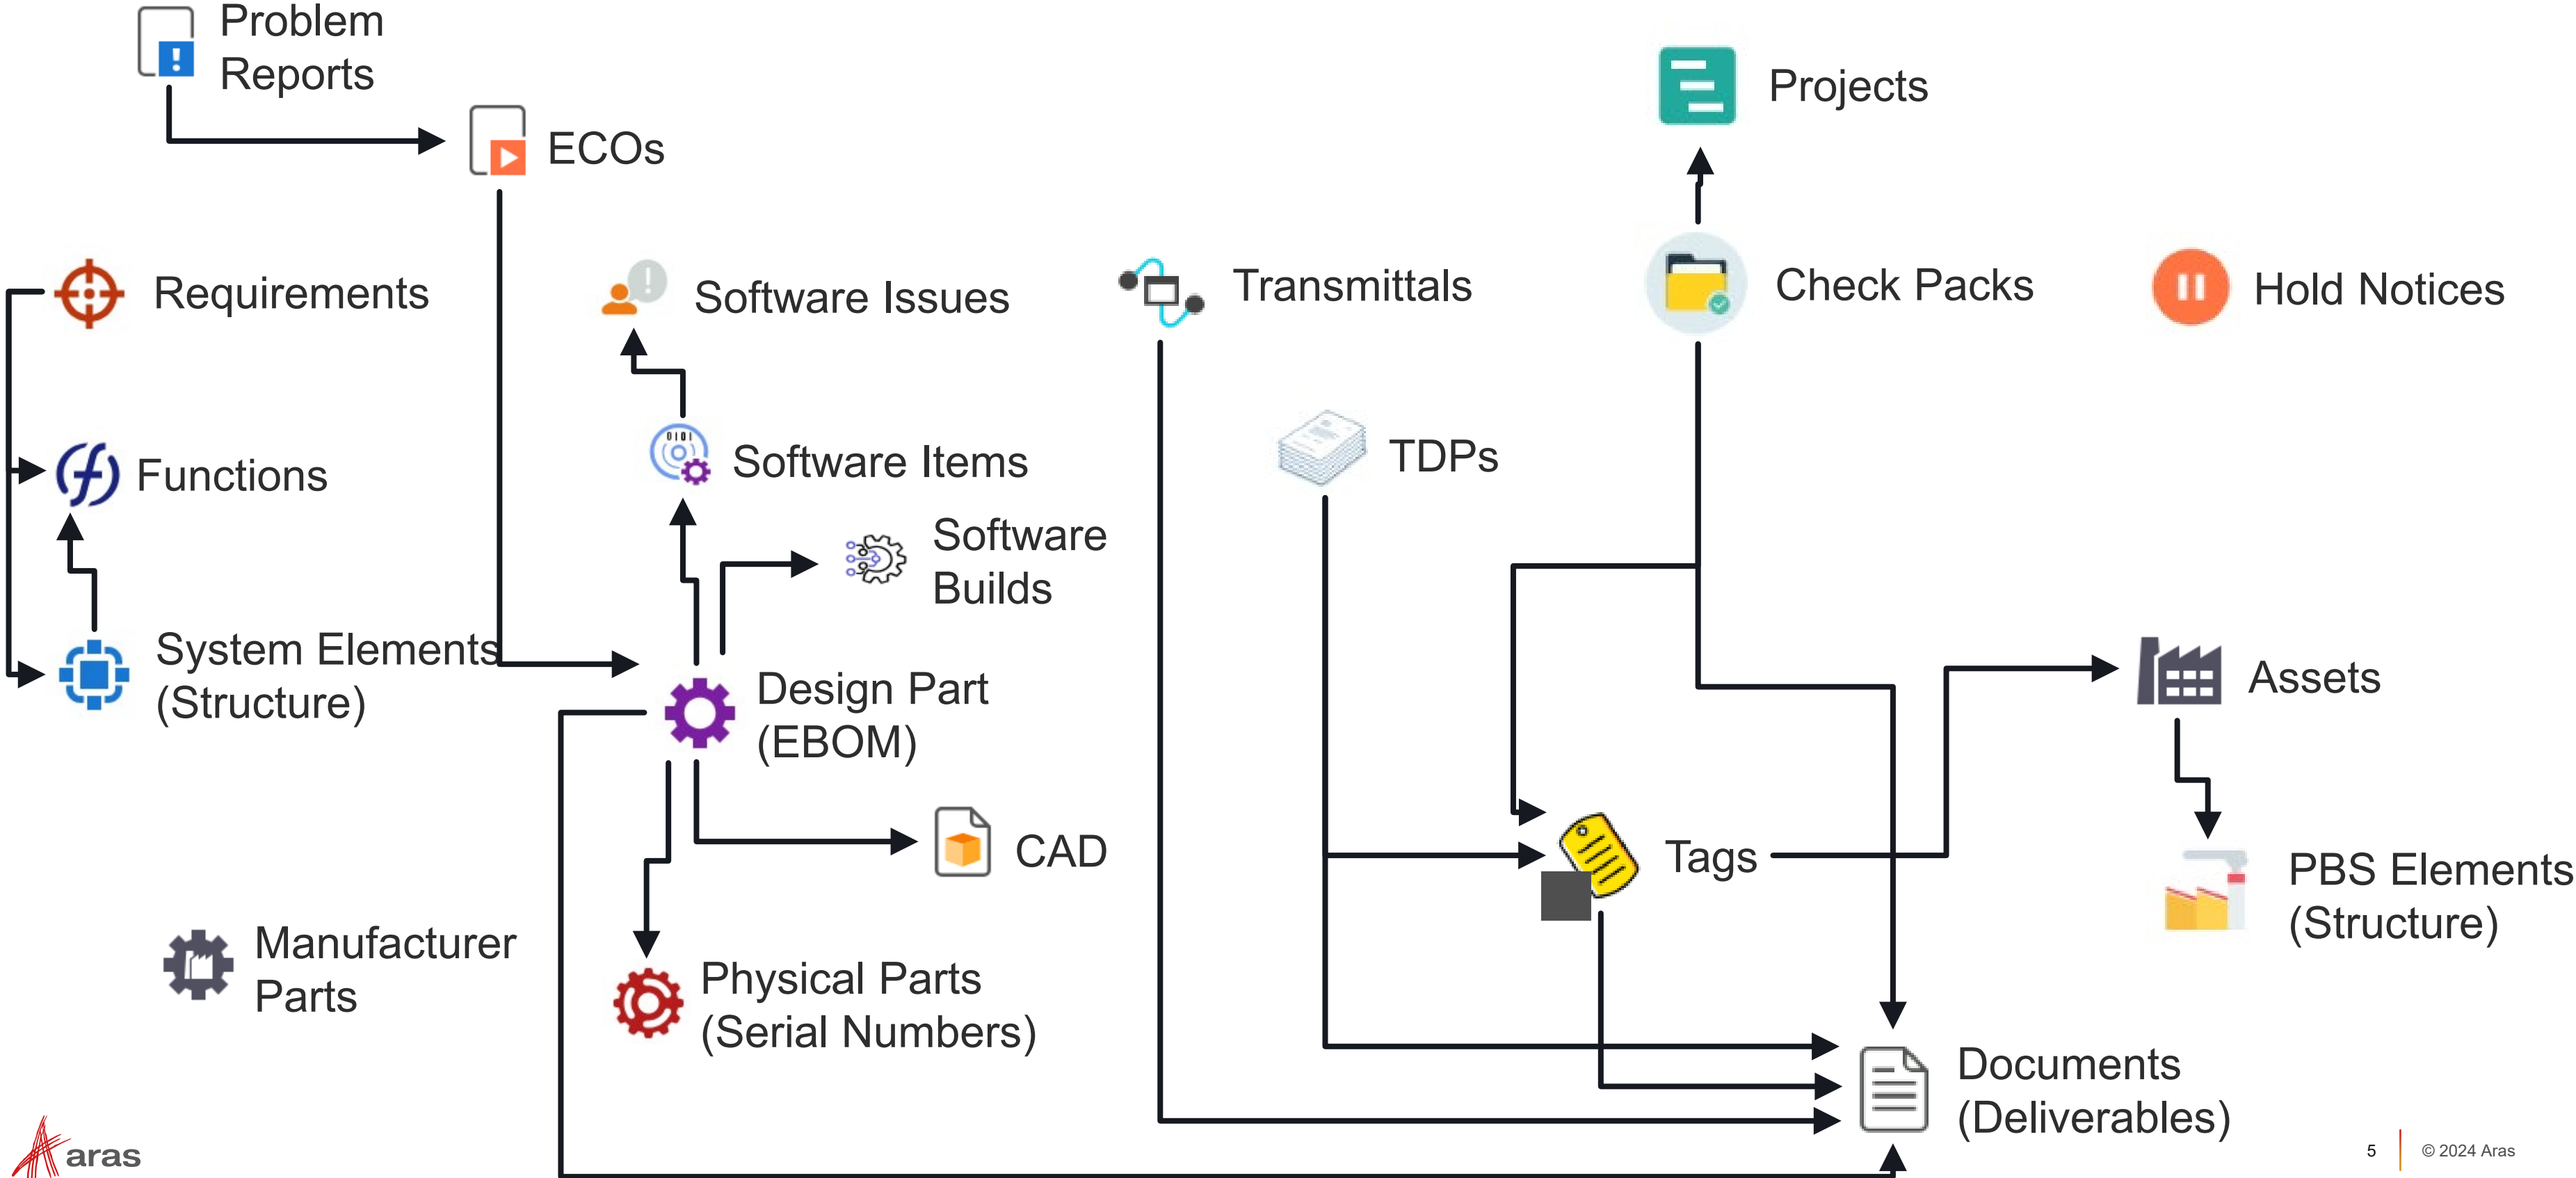 Problem
Reports
Projects
ECOs
Requirements
Software Issues
Transmittals
Check Packs
Hold Notices
Functions
Software Items
TDPs
Software
Builds
System Elements
(Structure)
Design Part
(EBOM)
Assets
CAD
Tags
PBS Elements
(Structure)
Manufacturer
Parts
Physical Parts
(Serial Numbers)
Documents
(Deliverables)
aras
5
© 2024 Aras